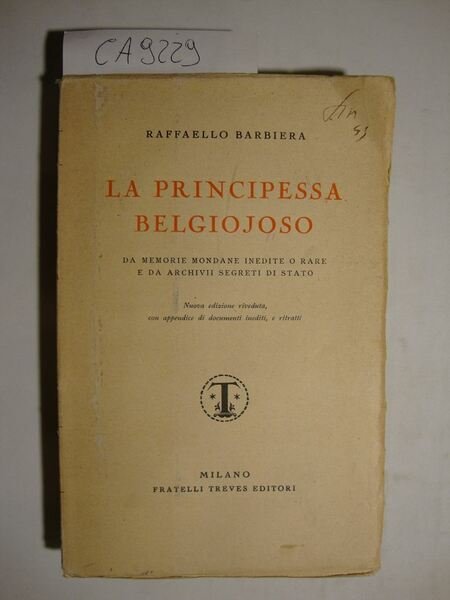 CA9229
RAFFAELLO BARBIERA
LA PRINCIPESSA
BELGIOJOSO
DA MEMORIE MONDANE INEDITE O RARE
E DA ARCHIVII SEGRETI DI STATO
Nuova edizione riveduta,
con appendice di documenti inediti, e ritratti
T
MILANO
FRATELLI TREVES EDITORI